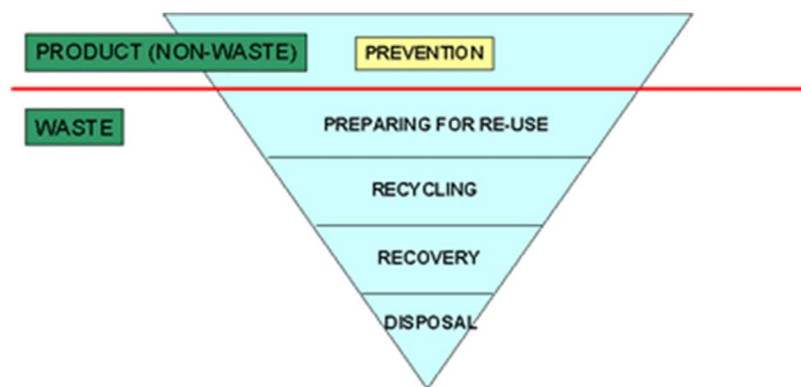 PRODUCT (NON-WASTE)
PREVENTION
WASTE
PREPARING FOR RE-USE
RECYCLING
RECOVERY
DISPOSAL